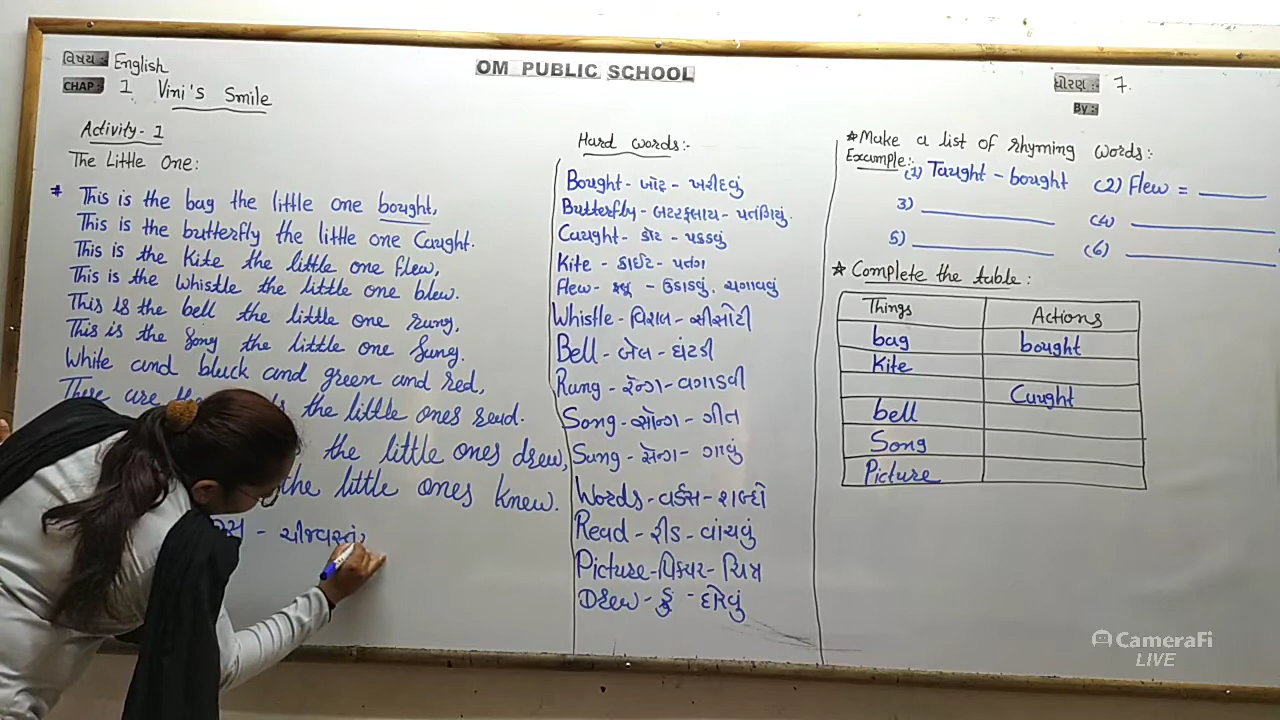 વિષય :- English
CHAP :- 1 Vini's Smile
OM PUBLIC SCHOOL
ધોરણ :- 7.
By :-
Activity-1
The Little One:
* This is the bag the little one bought,
This is the butterfly the little one Caught.
This is the Kite the little one flew,
This is the Whistle the little one blew.
This is the bell the little one rung,
This is the Song the little one Sung.
White and black and green and red,
These are the the little ones read.
the little ones drew,
the little ones knew.
- ચીજવસ્તું,
Hard words:-
Bought - બૉટ - ખરીદવું
Butterfly - બટરફલાય - પતંગિયું.
Caught - કૉટ - પકડવું
Kite - કાઈટ - પતંગ
Flew - ફ્લૂ - ઉડાડવું, ચગાવવું
Whistle - વિસલ - સીસોટી
Bell - બેલ - ઘંટડી
Rung - રૅન્ગ - વગાડવી
Song - સૉન્ગ - ગીત
Sung - સૅન્ગ - ગાવું
Words - વર્ડસ - શબ્દો
Read - રીડ - વાંચવું
Picture - પિક્ચર - ચિત્ર
Drew - ડ્રુ - દોરવું
* Make a list of rhyming words:
Example:- (1) Taught - bought (2) Flew =
3) (4)
5) (6)
* Complete the table:
Things Actions
bag bought
Kite
Caught
bell
Song
Picture
CameraFi
LIVE